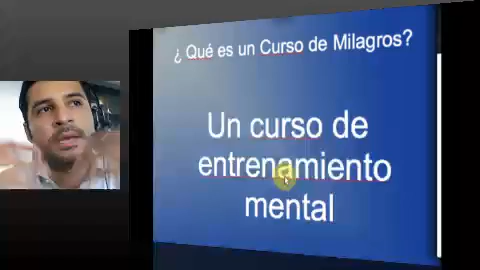 ¿ Qué es un Curso de Milagros?
Un curso de
entrenamiento
mental